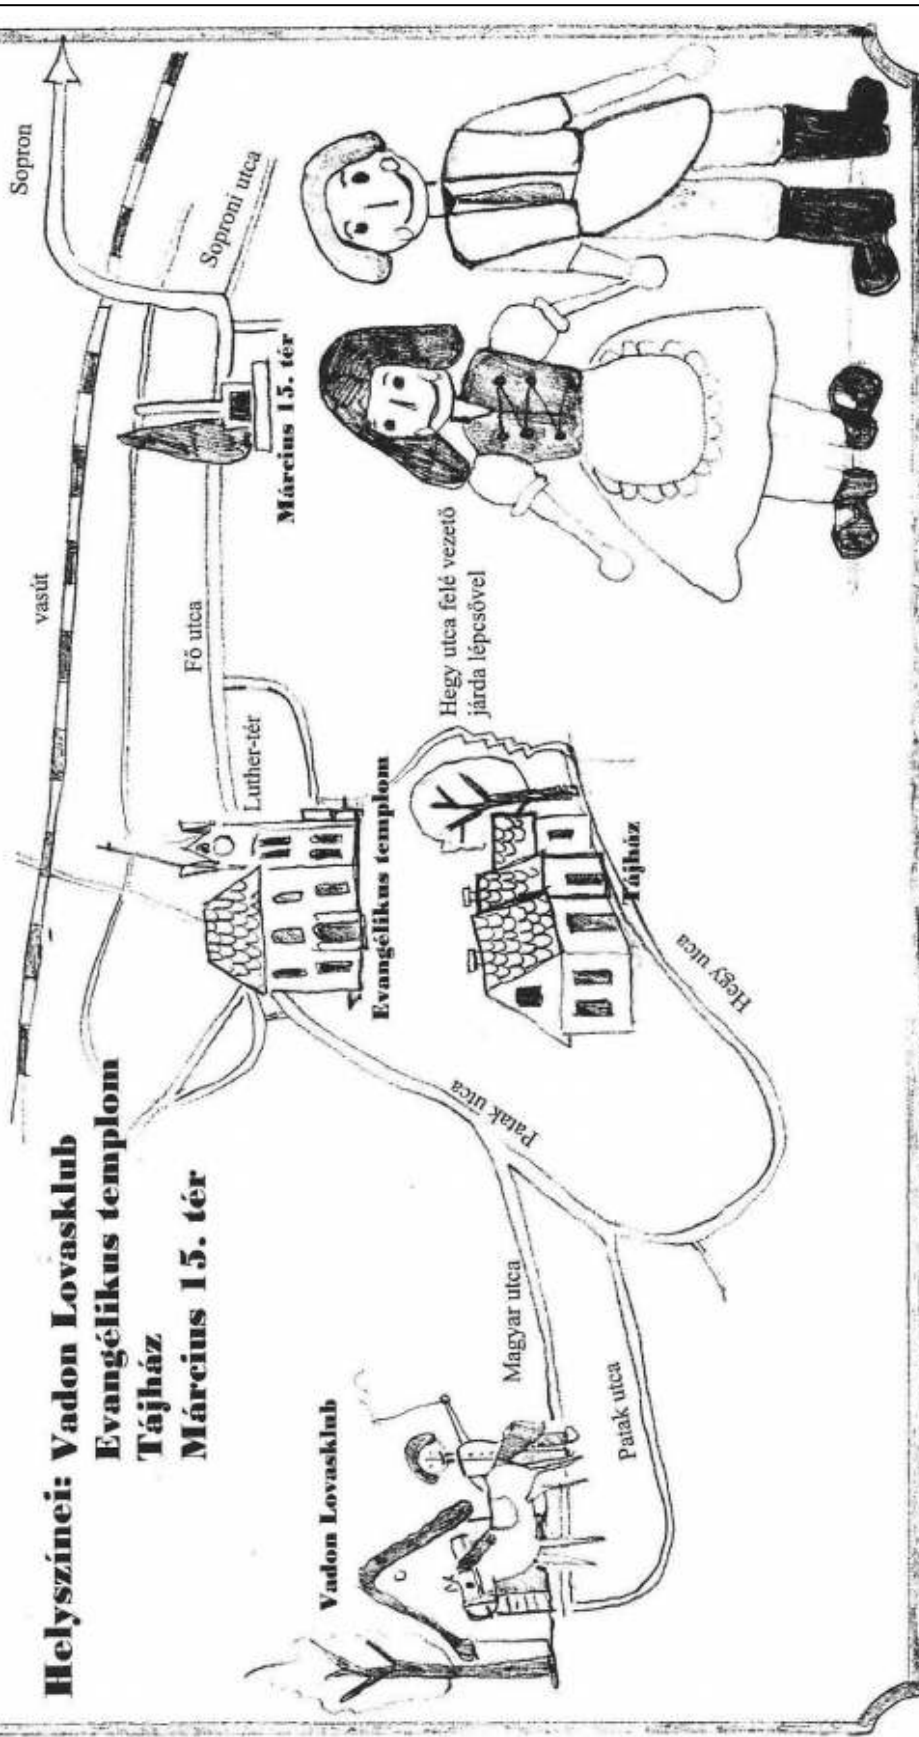 Helyszínei: Vadon Lovasklub
Evangélikus templom
Tájház
Március 15. tér
vasút
Sopron
Soproni utca
Fő utca
Március 15. tér
Luther-tér
Evangélikus templom
Hegy utca felé vezető
járda lépcsővel
Tájház
Hegy utca
Patak utca
Magyar utca
Patak utca
Vadon Lovasklub